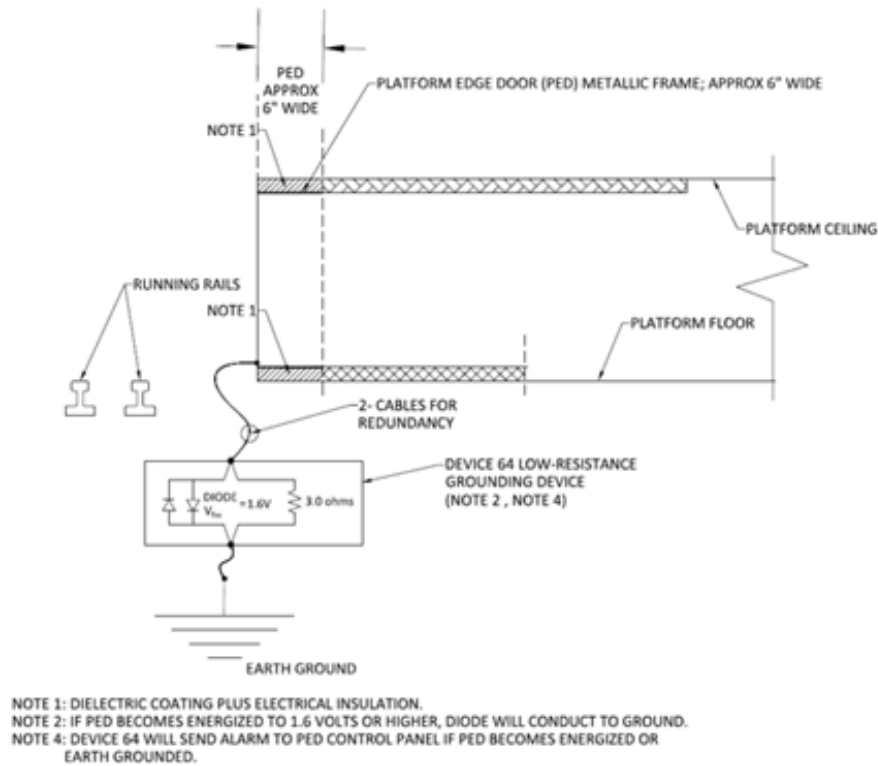 PED
APPROX
6" WIDE
PLATFORM EDGE DOOR (PED) METALLIC FRAME; APPROX 6" WIDE
NOTE 1
PLATFORM CEILING
RUNNING RAILS
NOTE 1
PLATFORM FLOOR
2- CABLES FOR
REDUNDANCY
DEVICE 64 LOW-RESISTANCE
GROUNDING DEVICE
(NOTE 2 , NOTE 4)
DIODE
=1.6V
3.0 ohms
EARTH GROUND
NOTE 1: DIELECTRIC COATING PLUS ELECTRICAL INSULATION.
NOTE 2: IF PED BECOMES ENERGIZED TO 1.6 VOLTS OR HIGHER, DIODE WILL CONDUCT TO GROUND.
NOTE 4: DEVICE 64 WILL SEND ALARM TO PED CONTROL PANEL IF PED BECOMES ENERGIZED OR
EARTH GROUNDED.